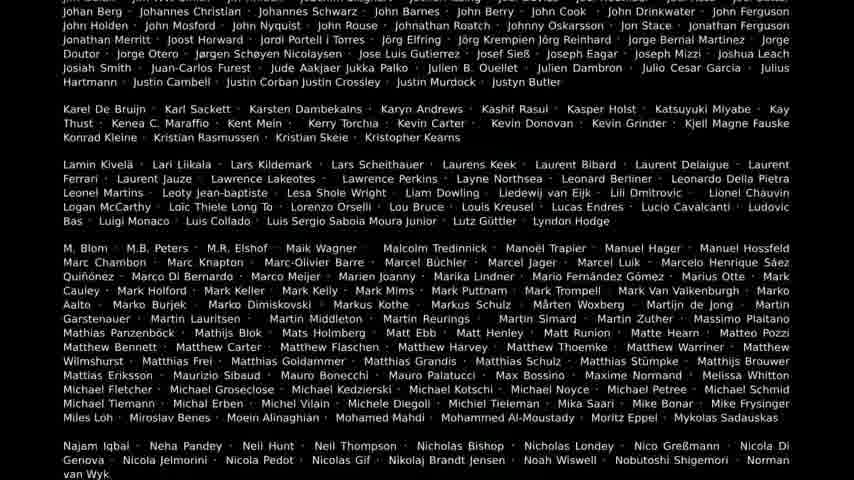 Johan Berg · Johannes Christian · Johannes Schwarz · John Barnes · John Berry · John Cook · John Drinkwater · John Ferguson
John Holden · John Mosford · John Nyquist · John Rouse · Johnathan Roatch · Johnny Oskarsson · Jon Stace · Jonathan Ferguson
Jonathan Merritt · Joost Horward · Jordi Portell i Torres · Jörg Elfring · Jörg Krempien Jörg Reinhard · Jorge Bernal Martinez · Jorge
Doutor · Jorge Otero · Jørgen Schøyen Nicolaysen · Jose Luis Gutierrez · Josef Sieß · Joseph Eagar · Joseph Mizzi · Joshua Leach
Josiah Smith · Juan-Carlos Furest · Jude Aakjaer Jukka Palko · Julien B. Ouellet · Julien Dambron · Julio Cesar Garcia · Julius
Hartmann · Justin Cambell · Justin Corban Justin Crossley · Justin Murdock · Justyn Butler
Karel De Bruijn · Karl Sackett · Karsten Dambekalns · Karyn Andrews · Kashif Rasul · Kasper Holst · Katsuyuki Miyabe · Kay
Thust · Kenea C. Maraffio · Kent Mein · Kerry Torchia · Kevin Carter · Kevin Donovan · Kevin Grinder · Kjell Magne Fauske
Konrad Kleine · Kristian Rasmussen · Kristian Skeie · Kristopher Kearns
Lamin Kivelä · Lari Liikala · Lars Kildemark · Lars Scheithauer · Laurens Keek · Laurent Bibard · Laurent Delaigue · Laurent
Ferrari · Laurent Jauze · Lawrence Lakeotes · Lawrence Perkins · Layne Northsea · Leonard Berliner · Leonardo Della Pietra
Leonel Martins · Leoty Jean-baptiste · Lesa Shole Wright · Liam Dowling · Liedewij van Eijk · Lili Dmitrovic · Lionel Chauvin
Logan McCarthy · Loïc Thiele Long To · Lorenzo Orselli · Lou Bruce · Louis Kreusel · Lucas Endres · Lucio Cavalcanti · Ludovic
Bas · Luigi Monaco · Luis Collado · Luis Sergio Saboia Moura Junior · Lutz Güttler · Lyndon Hodge
M. Blom · M.B. Peters · M.R. Elshof · Maik Wagner · Malcolm Tredinnick · Manoël Trapier · Manuel Hager · Manuel Hossfeld
Marc Chambon · Marc Knapton · Marc-Olivier Barre · Marcel Büchler · Marcel Jager · Marcel Luik · Marcelo Henrique Sáez
Quiñónez · Marco Di Bernardo · Marco Meijer · Marien Joanny · Marika Lindner · Mario Fernández Gómez · Marius Otte · Mark
Cauley · Mark Holford · Mark Keller · Mark Kelly · Mark Mims · Mark Puttnam · Mark Trompell · Mark Van Valkenburgh · Marko
Aalto · Marko Burjek · Marko Dimiskovski · Markus Kothe · Markus Schulz · Mårten Woxberg · Martijn de Jong · Martin
Garstenauer · Martin Lauritsen · Martin Middleton · Martin Reurings · Martin Simard · Martin Zuther · Massimo Plaitano
Mathias Panzenböck · Mathijs Blok · Mats Holmberg · Matt Ebb · Matt Henley · Matt Runion · Matte Hearn · Matteo Pozzi
Matthew Bennett · Matthew Carter · Matthew Flaschen · Matthew Harvey · Matthew Thoemke · Matthew Warriner · Matthew
Wilmshurst · Matthias Frei · Matthias Goldammer · Matthias Grandis · Matthias Schulz · Matthias Stümpke · Matthijs Brouwer
Mattias Eriksson · Maurizio Sibaud · Mauro Bonecchi · Mauro Palatucci · Max Bossino · Maxime Normand · Melissa Whitton
Michael Fletcher · Michael Groseclose · Michael Kedzierski · Michael Kotschi · Michael Noyce · Michael Petree · Michael Schmid
Michael Tiemann · Michal Erben · Michel Vilain · Michele Diegoli · Michiel Tieleman · Mika Saari · Mike Bonar · Mike Frysinger
Miles Loh · Miroslav Benes · Moein Alinaghian · Mohamed Mahdi · Mohammed Al-Moustady · Moritz Eppel · Mykolas Sadauskas
Najam Iqbal · Neha Pandey · Neil Hunt · Neil Thompson · Nicholas Bishop · Nicholas Londey · Nico Greßmann · Nicola Di
Genova · Nicola Jelmorini · Nicola Pedot · Nicolas Gif · Nikolaj Brandt Jensen · Noah Wiswell · Nobutoshi Shigemori · Norman
van Wyk